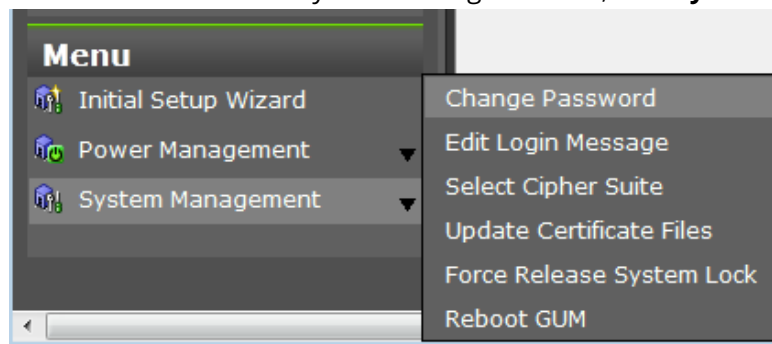 Menu
Initial Setup Wizard
Power Management
System Management
Change Password
Edit Login Message
Select Cipher Suite
Update Certificate Files
Force Release System Lock
Reboot GUM